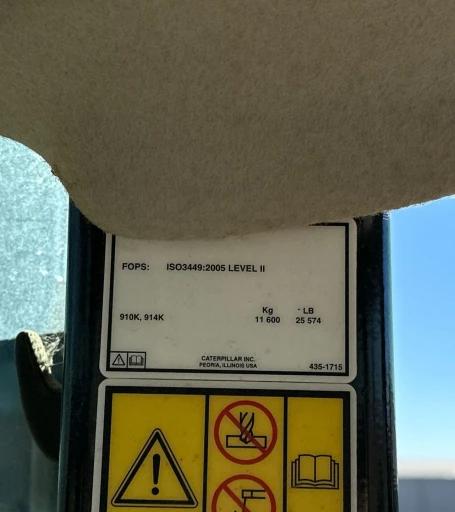 FOPS: ISO3449:2005 LEVEL II
Kg LB
910K, 914K 11 600 25 574
CATERPILLAR INC.
PEORIA, ILLINOIS USA 435-1715